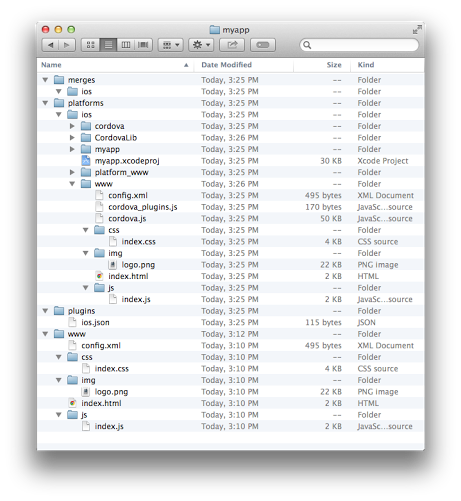 myapp
Name Date Modified Size Kind
merges Today, 3:25 PM -- Folder
ios Today, 3:25 PM -- Folder
platforms Today, 3:25 PM -- Folder
ios Today, 3:25 PM -- Folder
cordova Today, 3:25 PM -- Folder
CordovaLib Today, 3:26 PM -- Folder
myapp Today, 3:25 PM -- Folder
myapp.xcodeproj Today, 3:25 PM 30 KB Xcode Project
platform_www Today, 3:26 PM -- Folder
www Today, 3:26 PM -- Folder
config.xml Today, 3:25 PM 495 bytes XML Document
cordova_plugins.js Today, 3:25 PM 170 bytes JavaSc...source
cordova.js Today, 3:25 PM 50 KB JavaSc...source
css Today, 3:25 PM -- Folder
index.css Today, 3:25 PM 4 KB CSS source
img Today, 3:25 PM -- Folder
logo.png Today, 3:25 PM 22 KB PNG image
index.html Today, 3:25 PM 2 KB HTML
js Today, 3:25 PM -- Folder
index.js Today, 3:25 PM 2 KB JavaSc...source
plugins Today, 3:25 PM -- Folder
ios.json Today, 3:25 PM 115 bytes JSON
www Today, 3:12 PM -- Folder
config.xml Today, 3:10 PM 495 bytes XML Document
css Today, 3:10 PM -- Folder
index.css Today, 3:10 PM 4 KB CSS source
img Today, 3:10 PM -- Folder
logo.png Today, 3:10 PM 22 KB PNG image
index.html Today, 3:10 PM 2 KB HTML
js Today, 3:10 PM -- Folder
index.js Today, 3:10 PM 2 KB JavaSc...source